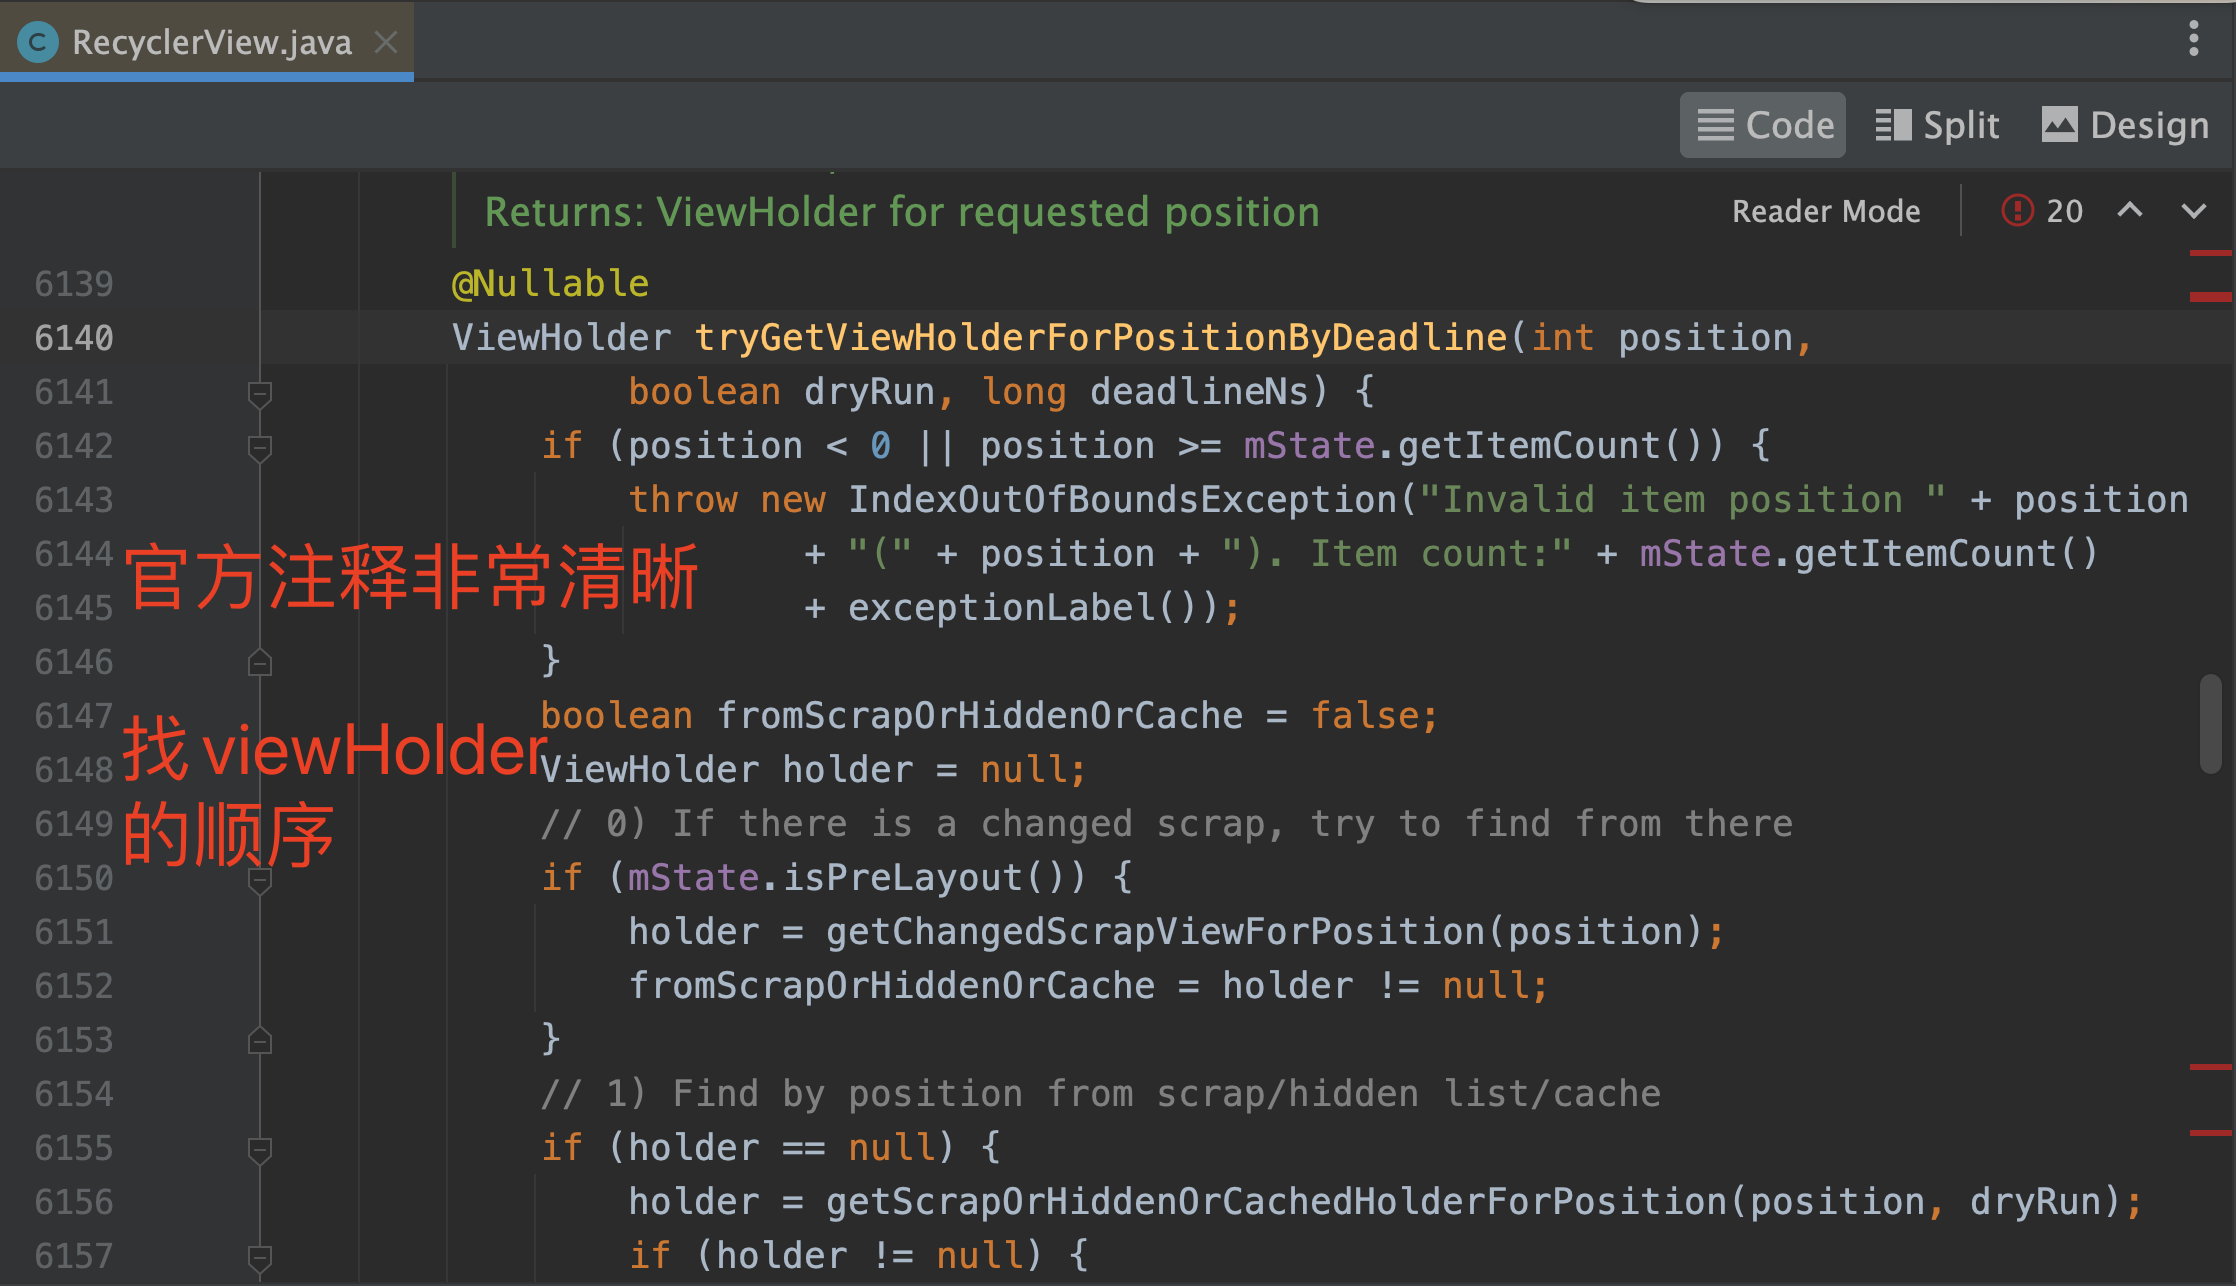 RecyclerView.java
Code Split Design
Returns: ViewHolder for requested position
Reader Mode 20
6139 @Nullable
6140 ViewHolder tryGetViewHolderForPositionByDeadline(int position,
6141 boolean dryRun, long deadlineNs) {
6142 if (position < 0 || position >= mState.getItemCount()) {
6143 throw new IndexOutOfBoundsException("Invalid item position " + position
6144 + "(" + position + "). Item count:" + mState.getItemCount()
官方注释非常清晰
6145 + exceptionLabel());
6146 }
6147 boolean fromScrapOrHiddenOrCache = false;
找 viewHolder
6148 ViewHolder holder = null;
6149 // 0) If there is a changed scrap, try to find from there
的顺序
6150 if (mState.isPreLayout()) {
6151 holder = getChangedScrapViewForPosition(position);
6152 fromScrapOrHiddenOrCache = holder != null;
6153 }
6154 // 1) Find by position from scrap/hidden list/cache
6155 if (holder == null) {
6156 holder = getScrapOrHiddenOrCachedHolderForPosition(position, dryRun);
6157 if (holder != null) {